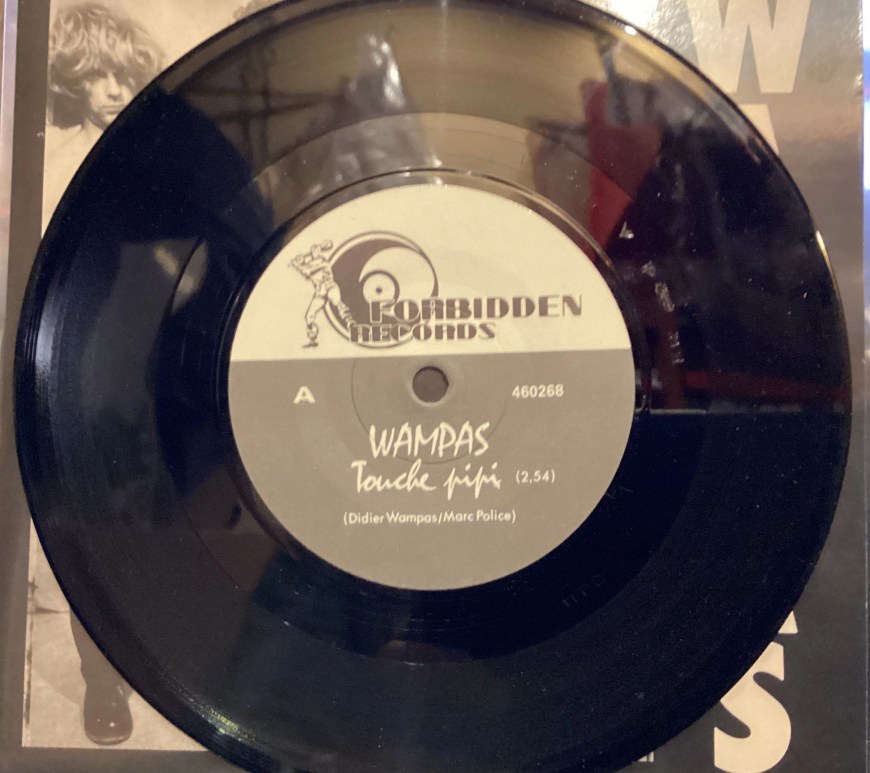 W
FORBIDDEN
RECORDS
A
460268
WAMPAS
Touche pipi (2,54)
(Didier Wampas/Marc Police)
S